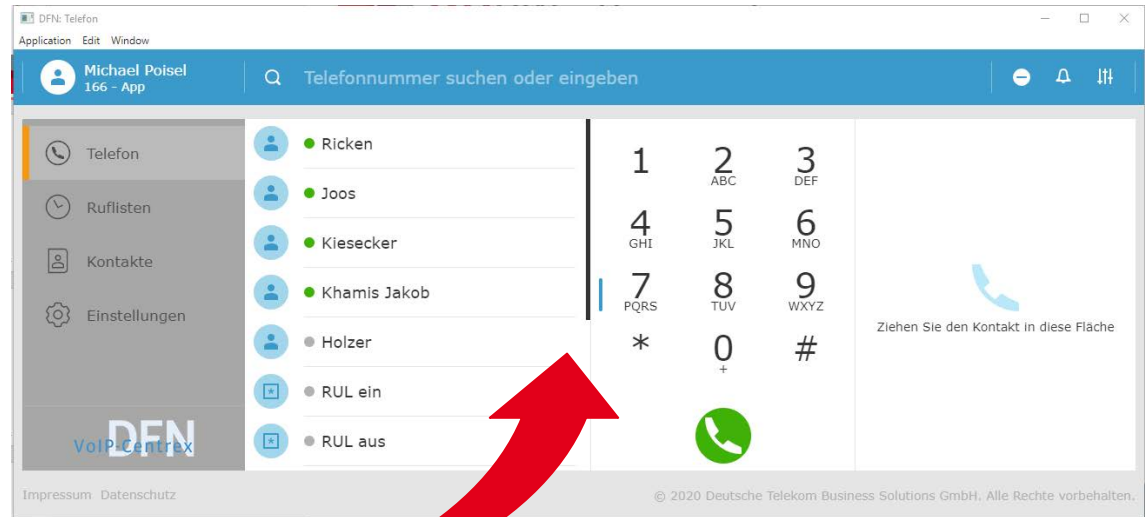 DFN: Telefon
Application Edit Window
Michael Poisel
166 – App
Telefonnummer suchen oder eingeben
Telefon
Ruflisten
Kontakte
Einstellungen
DFN
VoIP-Centrex
Ricken
Joos
Kiesecker
Khamis Jakob
Holzer
RUL ein
RUL aus
1 2 3
ABC DEF
4 5 6
GHI JKL MNO
7 8 9
PQRS TUV WXYZ
* 0 #
+
Ziehen Sie den Kontakt in diese Fläche
Impressum Datenschutz
© 2020 Deutsche Telekom Business Solutions GmbH. Alle Rechte vorbehalten.